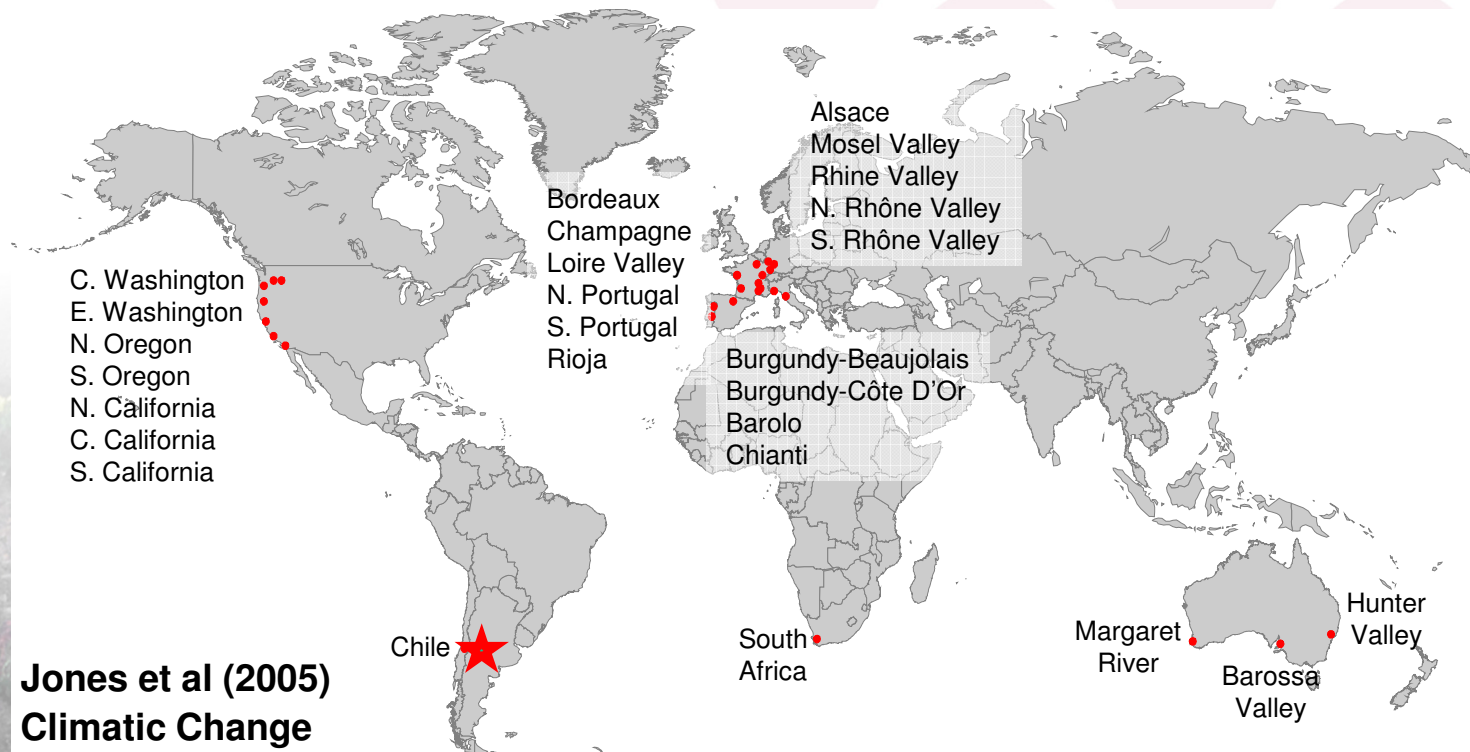 Alsace
Mosel Valley
Rhine Valley
N. Rhône Valley
S. Rhône Valley
Bordeaux
Champagne
Loire Valley
N. Portugal
S. Portugal
Rioja
C. Washington
E. Washington
N. Oregon
S. Oregon
N. California
C. California
S. California
Burgundy-Beaujolais
Burgundy-Côte D’Or
Barolo
Chianti
Chile
South
Africa
Margaret
River
Barossa
Valley
Hunter
Valley
Jones et al (2005)
Climatic Change